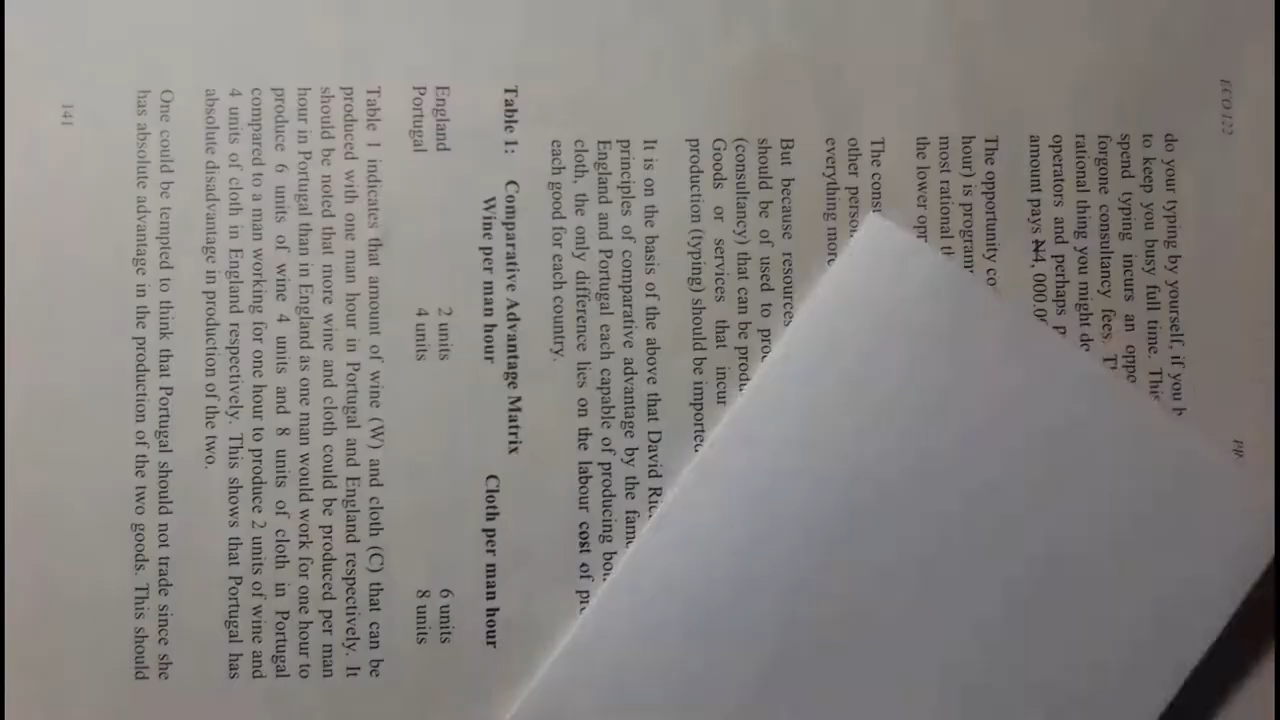 ECO 122
do your typing by yourself, if you
to keep you busy full time.
spend typing incurs an
forgone consultancy fees.
rational thing you might
operators and perhaps
amount pays ₦4, 000.
The opportunity
hour) is
most rational
the lower
The
other
everything more
But because resources
should be of used to
(consultancy) that can be
Goods or services that incur
production (typing) should be imported
It is on the basis of the above that David
principles of comparative advantage by the
England and Portugal each capable of producing
cloth, the only difference lies on the labour cost of
each good for each country.
Table 1: Comparative Advantage Matrix
Wine per man hour Cloth per man hour
England 2 units 6 units
Portugal 4 units 8 units
Table 1 indicates that amount of wine (W) and cloth (C) that can be
produced with one man hour in Portugal and England respectively. It
should be noted that more wine and cloth could be produced per man
hour in Portugal than in England as one man would work for one hour to
produce 6 units of wine 4 units and 8 units of cloth in Portugal
compared to a man working for one hour to produce 2 units of wine and
4 units of cloth in England respectively. This shows that Portugal has
absolute disadvantage in production of the two.
One could be tempted to think that Portugal should not trade since she
has absolute advantage in the production of the two goods. This should
141